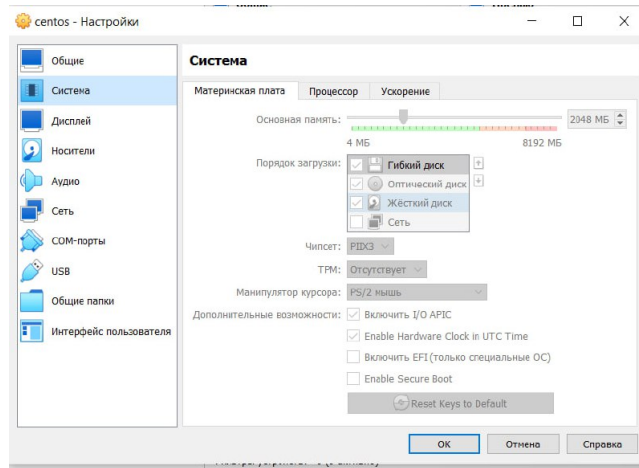 centos - Настройки
Общие
Система
Дисплей
Носители
Аудио
Сеть
COM-порты
USB
Общие папки
Интерфейс пользователя
Система
Материнская плата Процессор Ускорение
Основная память: 2048 МБ
4 МБ 8192 МБ
Порядок загрузки: Гибкий диск
Оптический диск
Жёсткий диск
Сеть
Чипсет: PIIX3
TPM: Отсутствует
Манипулятор курсора: PS/2 мышь
Дополнительные возможности: Включить I/O APIC
Enable Hardware Clock in UTC Time
Включить EFI (только специальные ОС)
Enable Secure Boot
Reset Keys to Default
OK Отмена Справка